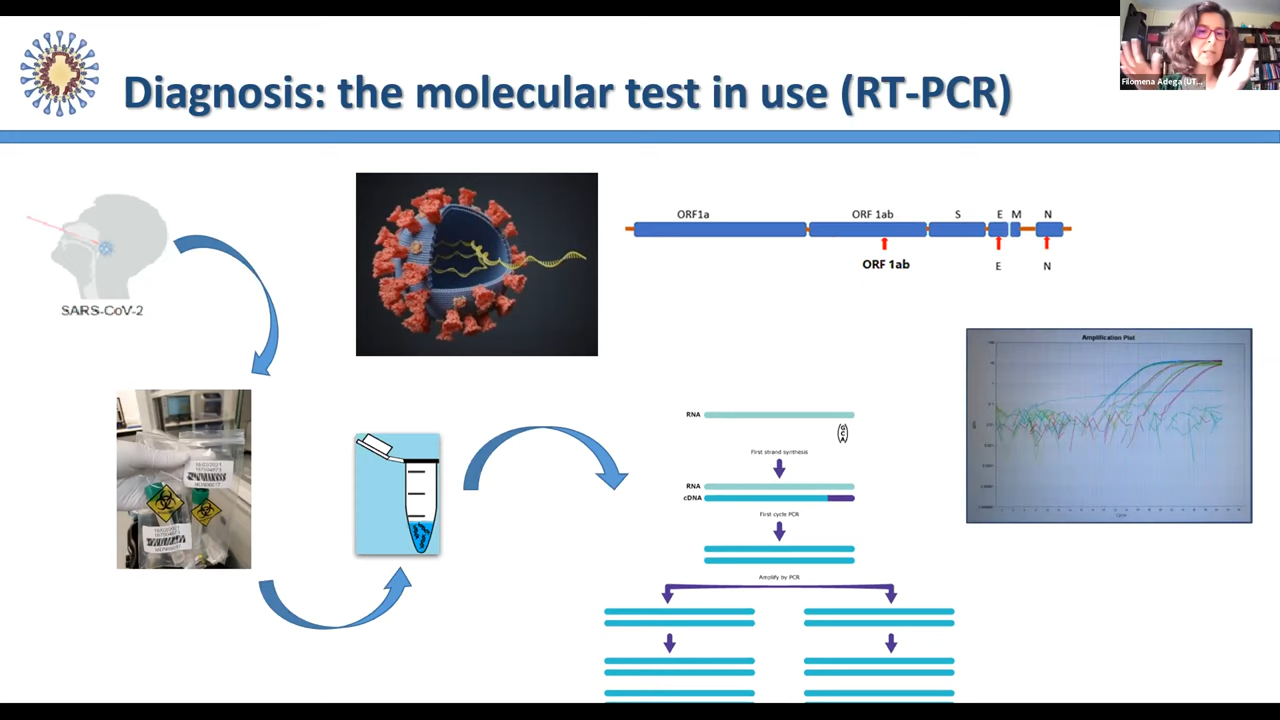 Diagnosis: the molecular test in use (RT-PCR)
Filomena Adega (UT...
SARS-CoV-2
ORF1a
ORF 1ab
S
E
M
N
ORF 1ab
E
N
Amplification Plot
RNA
First strand synthesis
RNA
cDNA
First cycle PCR
Amplify by PCR